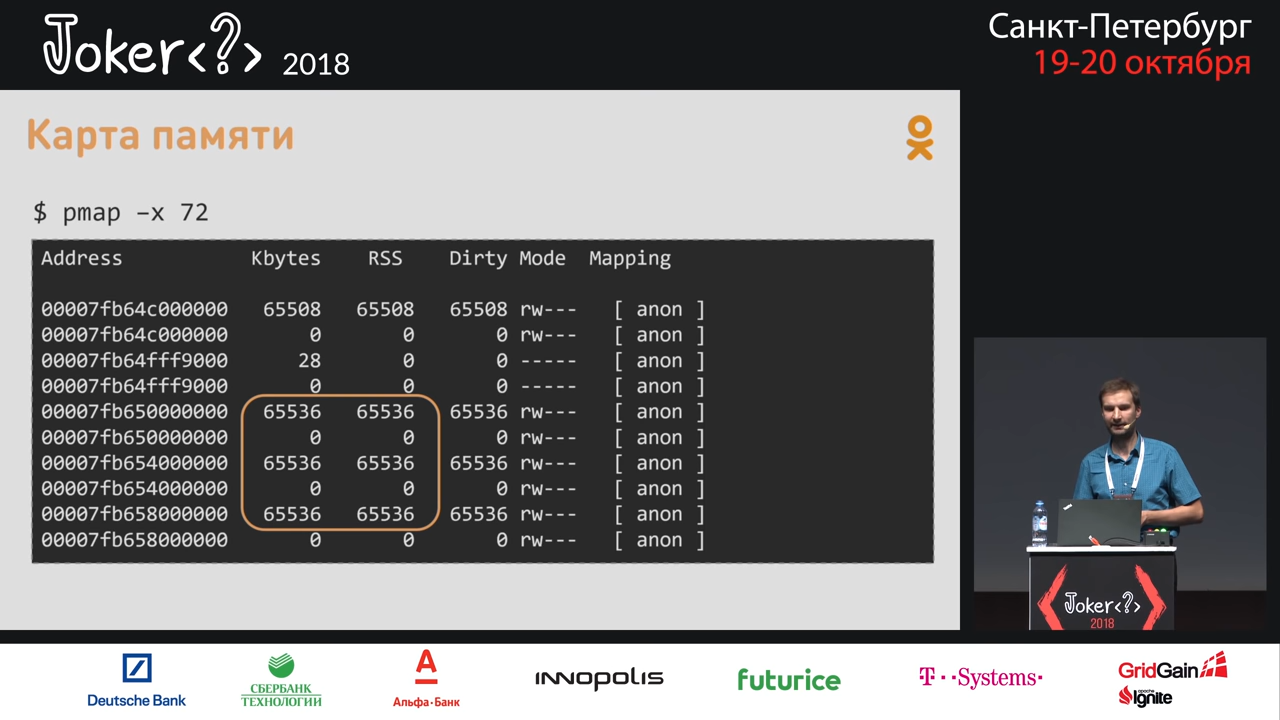 Joker<?> 2018
Санкт-Петербург
19-20 октября
Карта памяти
$ pmap –x 72
Address Kbytes RSS Dirty Mode Mapping
00007fb64c000000 65508 65508 65508 rw--- [ anon ]
00007fb64c000000 0 0 0 rw--- [ anon ]
00007fb64fff9000 28 0 0 ----- [ anon ]
00007fb64fff9000 0 0 0 ----- [ anon ]
00007fb650000000 65536 65536 65536 rw--- [ anon ]
00007fb650000000 0 0 0 rw--- [ anon ]
00007fb654000000 65536 65536 65536 rw--- [ anon ]
00007fb654000000 0 0 0 rw--- [ anon ]
00007fb658000000 65536 65536 65536 rw--- [ anon ]
00007fb658000000 0 0 0 rw--- [ anon ]
Joker<?>
2018
Deutsche Bank
СБЕРБАНК
ТЕХНОЛОГИИ
Альфа·Банк
INNOPOLIS
futurice
T··Systems·
GridGain
apache
Ignite